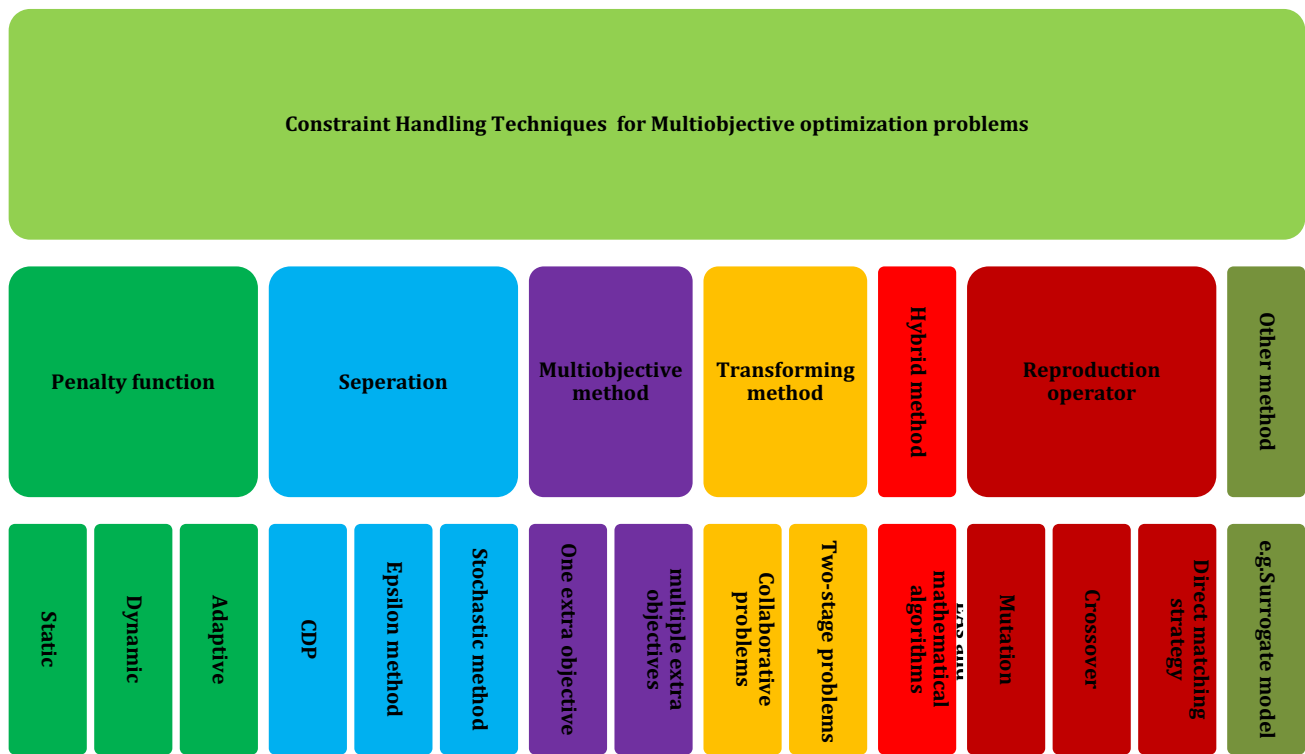 Constraint Handling Techniques  for Multiobjective optimization problems
Penalty function
Seperation
Multiobjective
method
Transforming
method
Hybrid method
Reproduction
operator
Other method
Static
Dynamic
Adaptive
CDP
Epsilon method
Stochastic method
One extra objective
multiple extra
objectives
Collaborative
problems
Two-stage problems
EAs and
mathematical
algorithms
Mutation
Crossover
Direct matching
strategy
e.g.Surrogate model